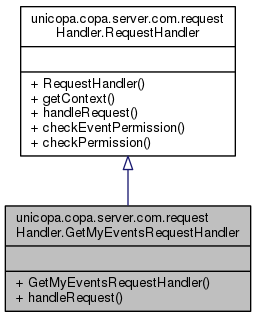 unicopa.copa.server.com.request
Handler.RequestHandler
+ RequestHandler()
+ getContext()
+ handleRequest()
+ checkEventPermission()
+ checkPermission()
unicopa.copa.server.com.request
Handler.GetMyEventsRequestHandler
+ GetMyEventsRequestHandler()
+ handleRequest()